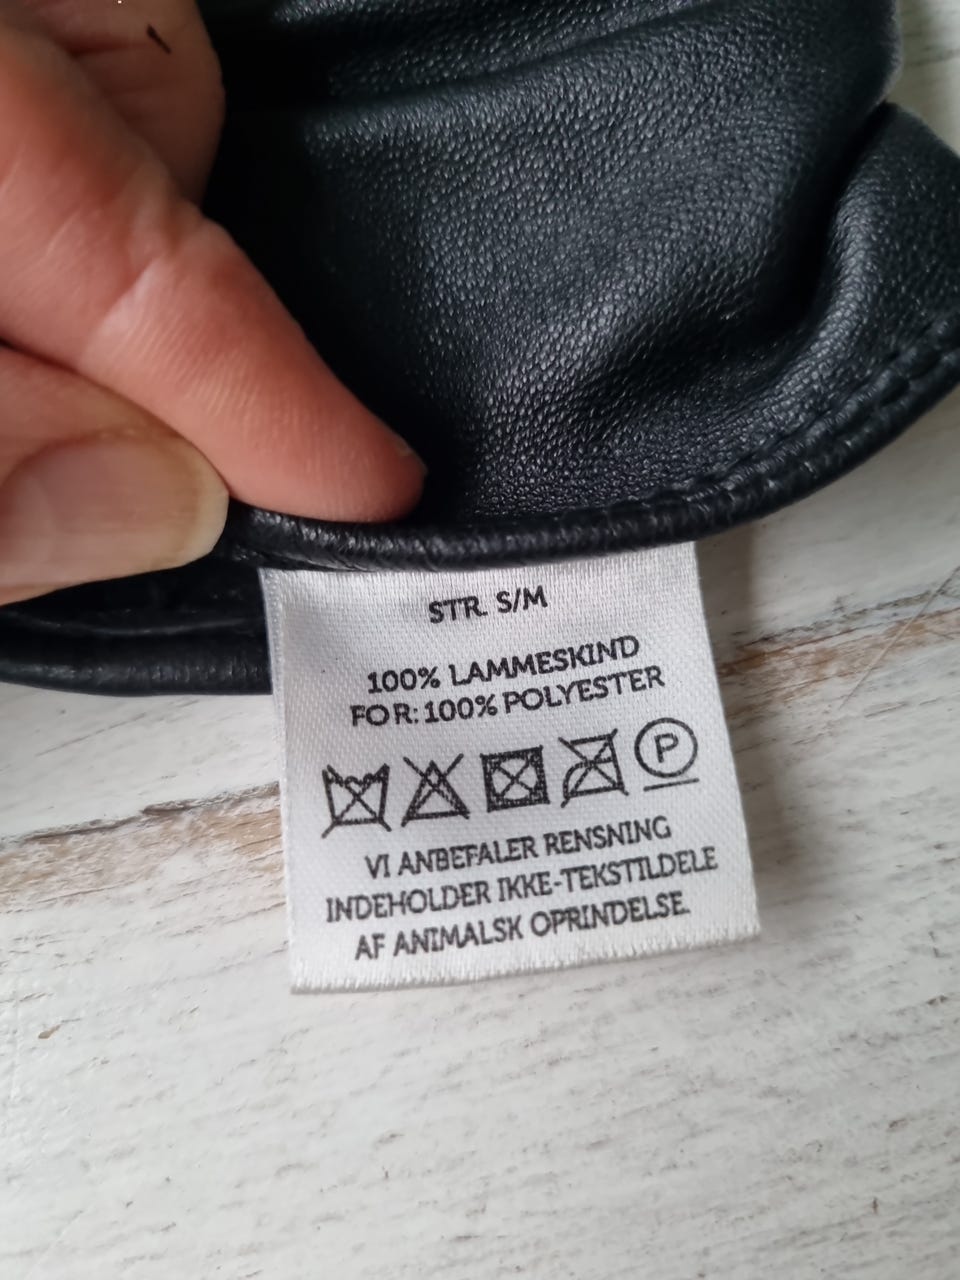 STR. S/M
100% LAMMESKIND
FOR: 100% POLYESTER
P
VI ANBEFALER RENSNING
INDEHOLDER IKKE-TEKSTILDELE
AF ANIMALSK OPRINDELSE.